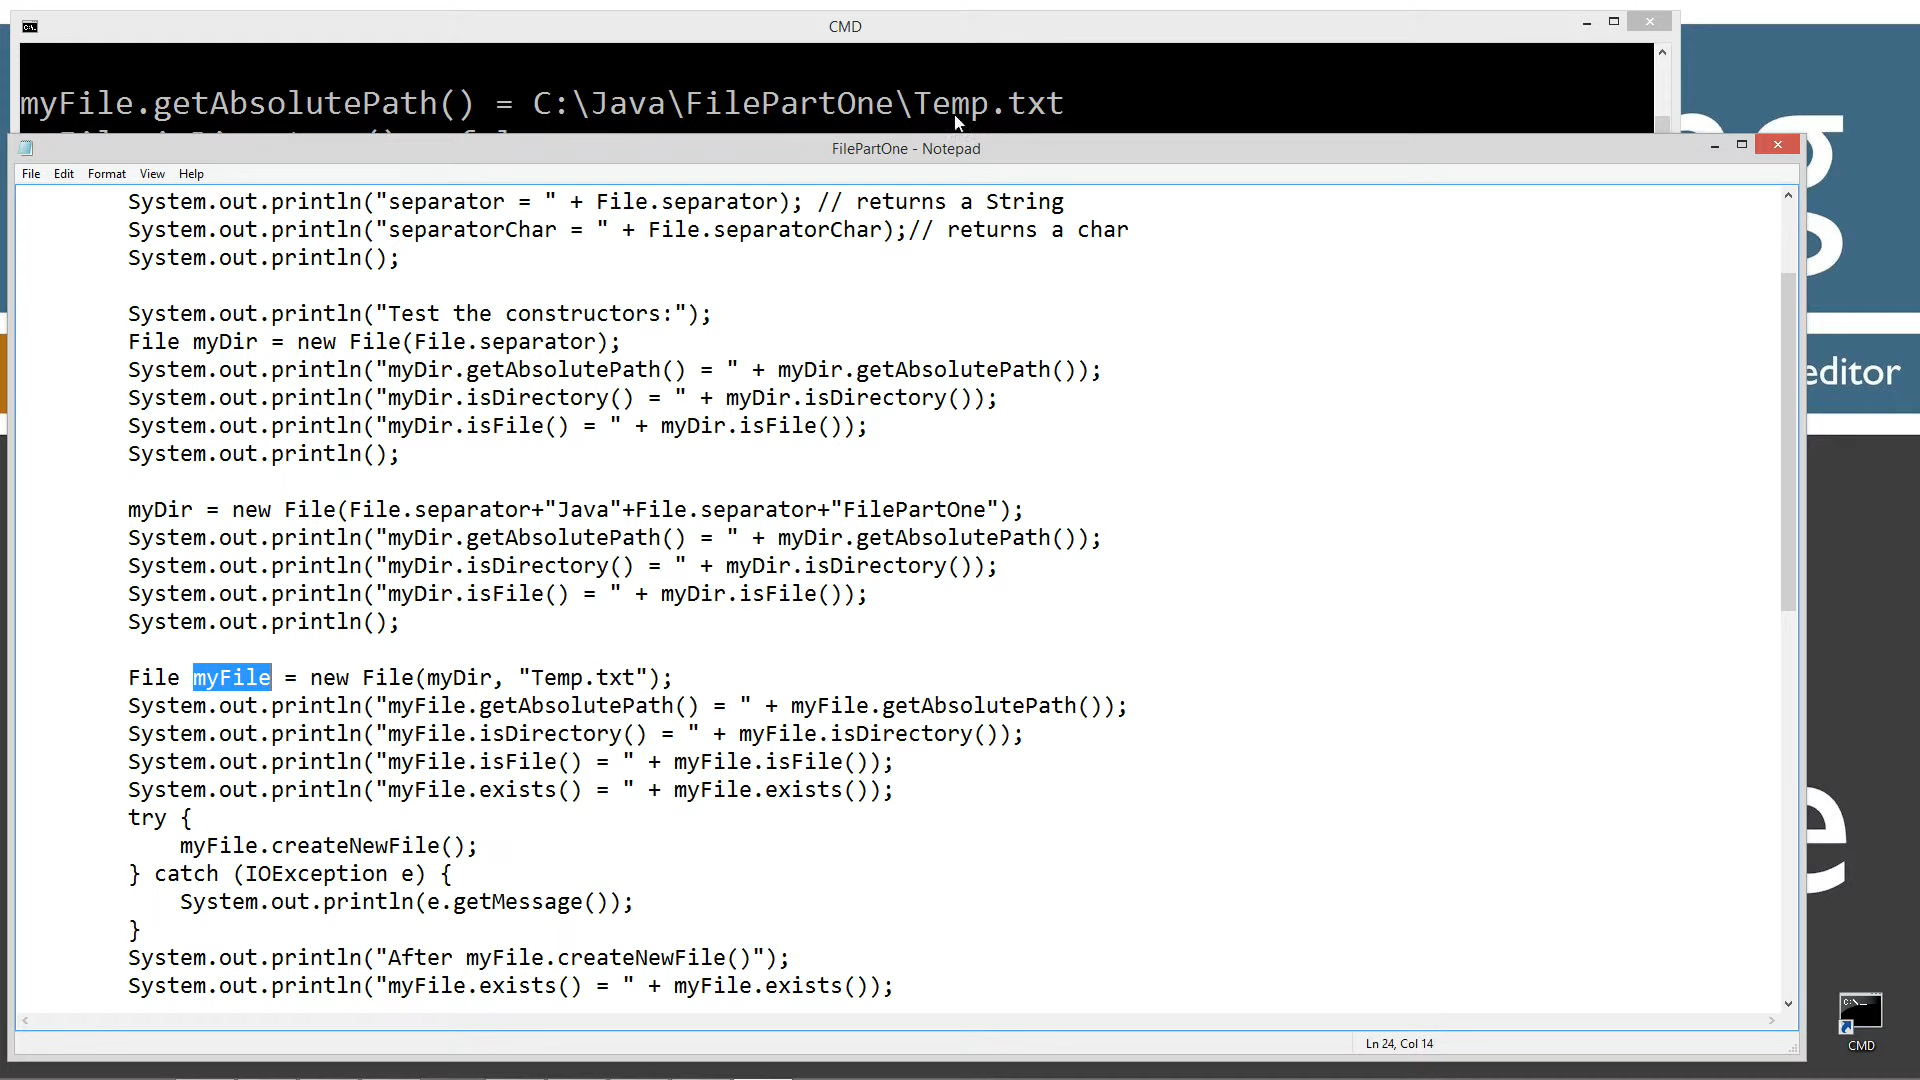 CMD
myFile.getAbsolutePath() = C:\Java\FilePartOne\Temp.txt
FilePartOne - Notepad
File Edit Format View Help
System.out.println("separator = " + File.separator); // returns a String
System.out.println("separatorChar = " + File.separatorChar);// returns a char
System.out.println();
System.out.println("Test the constructors:");
File myDir = new File(File.separator);
System.out.println("myDir.getAbsolutePath() = " + myDir.getAbsolutePath());
System.out.println("myDir.isDirectory() = " + myDir.isDirectory());
System.out.println("myDir.isFile() = " + myDir.isFile());
System.out.println();
myDir = new File(File.separator+"Java"+File.separator+"FilePartOne");
System.out.println("myDir.getAbsolutePath() = " + myDir.getAbsolutePath());
System.out.println("myDir.isDirectory() = " + myDir.isDirectory());
System.out.println("myDir.isFile() = " + myDir.isFile());
System.out.println();
File myFile = new File(myDir, "Temp.txt");
System.out.println("myFile.getAbsolutePath() = " + myFile.getAbsolutePath());
System.out.println("myFile.isDirectory() = " + myFile.isDirectory());
System.out.println("myFile.isFile() = " + myFile.isFile());
System.out.println("myFile.exists() = " + myFile.exists());
try {
myFile.createNewFile();
} catch (IOException e) {
System.out.println(e.getMessage());
}
System.out.println("After myFile.createNewFile()");
System.out.println("myFile.exists() = " + myFile.exists());
Ln 24, Col 14
editor
e
CMD